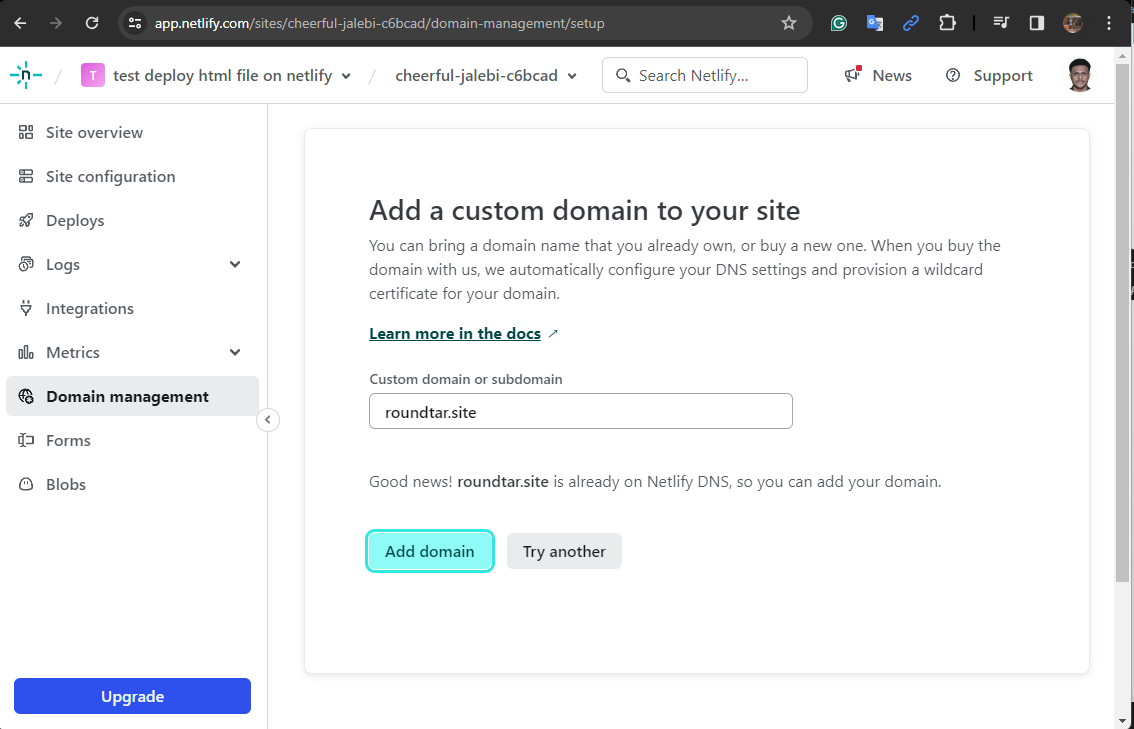 app.netlify.com/sites/cheerful-jalebi-c6bcad/domain-management/setup
n / T test deploy html file on netlify / cheerful-jalebi-c6bcad Search Netlify... News Support
Site overview
Site configuration
Deploys
Logs
Integrations
Metrics
Domain management
Forms
Blobs
Upgrade
Add a custom domain to your site
You can bring a domain name that you already own, or buy a new one. When you buy the
domain with us, we automatically configure your DNS settings and provision a wildcard
certificate for your domain.
Learn more in the docs
Custom domain or subdomain
roundtar.site
Good news! roundtar.site is already on Netlify DNS, so you can add your domain.
Add domain Try another